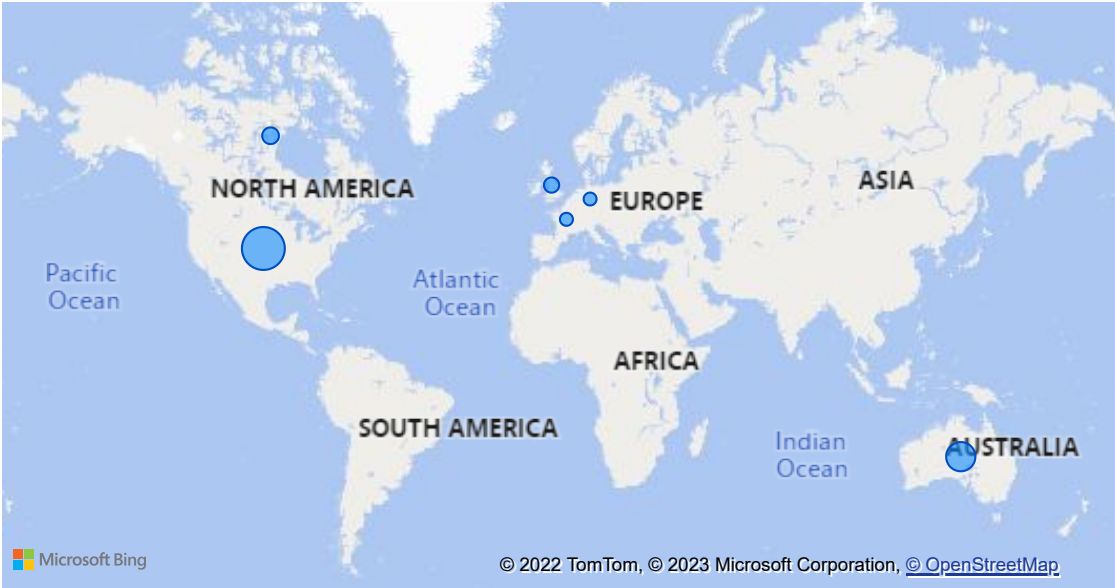 NORTH AMERICA
EUROPE
ASIA
Pacific
Ocean
Atlantic
Ocean
AFRICA
SOUTH AMERICA
Indian
Ocean
AUSTRALIA
Microsoft Bing
© 2022 TomTom, © 2023 Microsoft Corporation, © OpenStreetMap